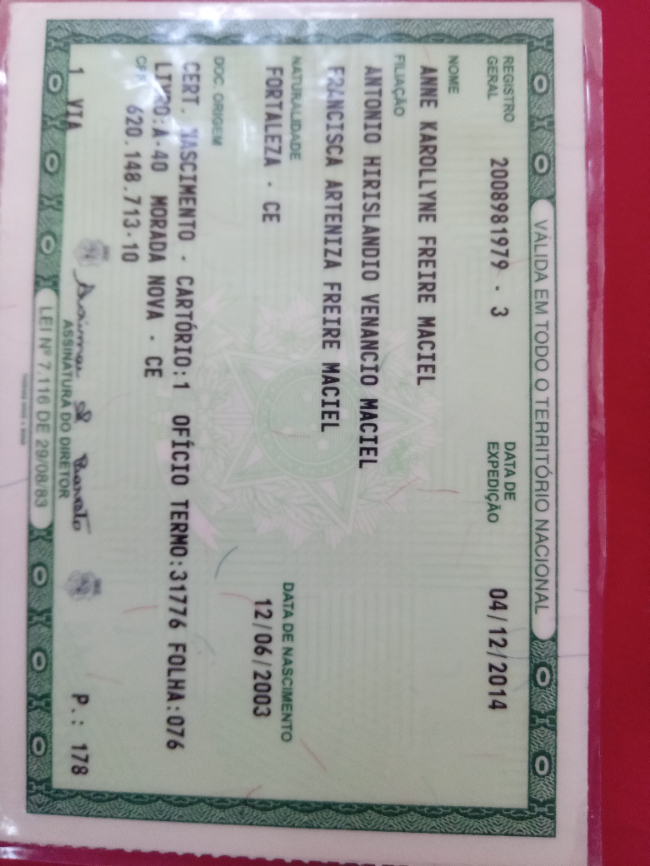 VÁLIDA EM TODO O TERRITÓRIO NACIONAL
REGISTRO GERAL 2008981979 - 3 DATA DE EXPEDIÇÃO 04/12/2014
NOME
ANNE KAROLLYNE FREIRE MACIEL
FILIAÇÃO
ANTONIO HIRISLANDIO VENANCIO MACIEL
FRANCISCA ARTENIZA FREIRE MACIEL
NATURALIDADE DATA DE NASCIMENTO
FORTALEZA - CE 12/06/2003
DOC ORIGEM
CERT. NASCIMENTO - CARTÓRIO:1 OFÍCIO TERMO:31776 FOLHA:076
LIVRO:A-40 MORADA NOVA - CE
CPF 620.148.713-10
1 VIA P.: 178
ASSINATURA DO DIRETOR
LEI Nº 7.116 DE 29/08/83